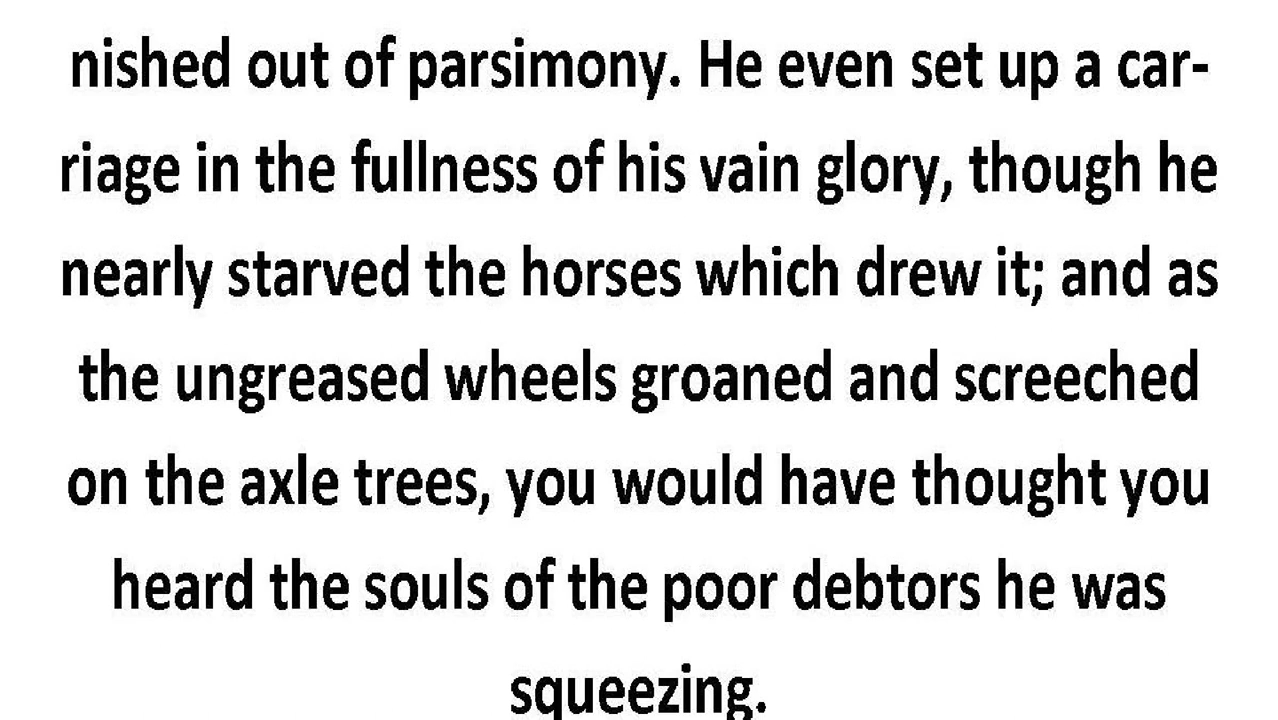 nished out of parsimony. He even set up a car-
riage in the fullness of his vain glory, though he
nearly starved the horses which drew it; and as
the ungreased wheels groaned and screeched
on the axle trees, you would have thought you
heard the souls of the poor debtors he was
squeezing.